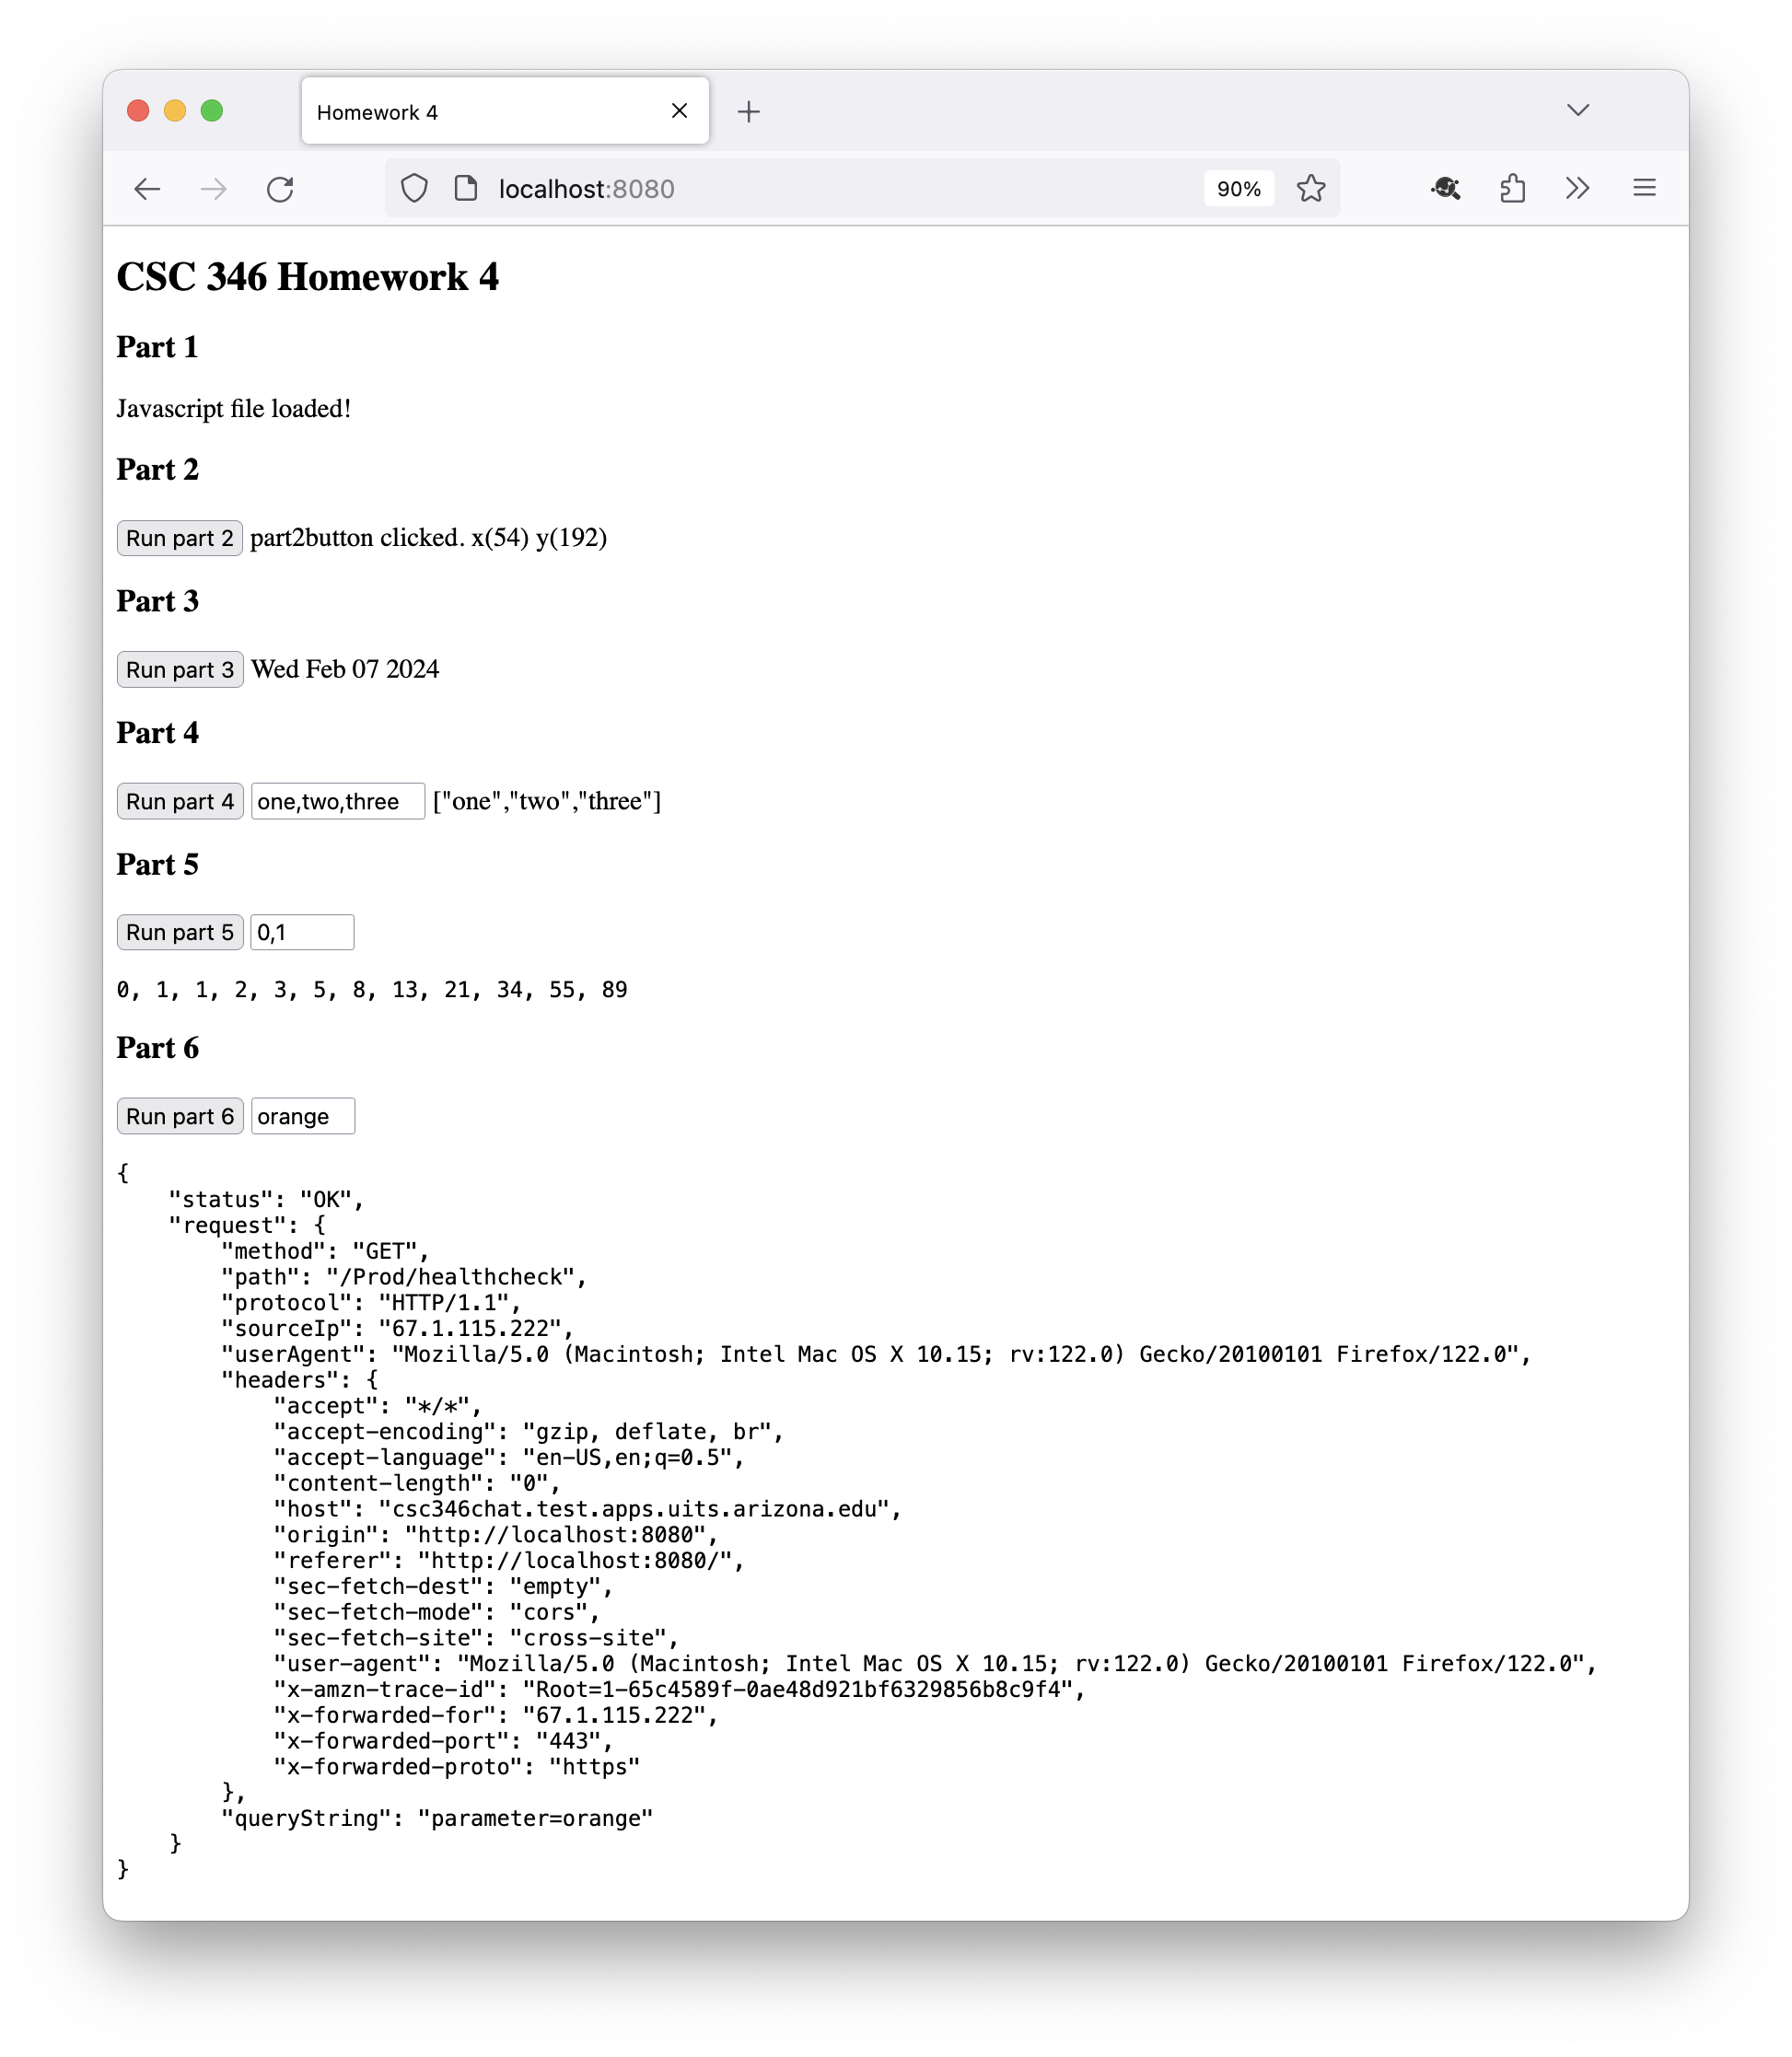 Homework 4
localhost:8080
90%
CSC 346 Homework 4
Part 1
Javascript file loaded!
Part 2
Run part 2 part2button clicked. x(54) y(192)
Part 3
Run part 3 Wed Feb 07 2024
Part 4
Run part 4 one,two,three ["one","two","three"]
Part 5
Run part 5 0,1
0, 1, 1, 2, 3, 5, 8, 13, 21, 34, 55, 89
Part 6
Run part 6 orange
{
    "status": "OK",
    "request": {
        "method": "GET",
        "path": "/Prod/healthcheck",
        "protocol": "HTTP/1.1",
        "sourceIp": "67.1.115.222",
        "userAgent": "Mozilla/5.0 (Macintosh; Intel Mac OS X 10.15; rv:122.0) Gecko/20100101 Firefox/122.0",
        "headers": {
            "accept": "*/*",
            "accept-encoding": "gzip, deflate, br",
            "accept-language": "en-US,en;q=0.5",
            "content-length": "0",
            "host": "csc346chat.test.apps.uits.arizona.edu",
            "origin": "http://localhost:8080",
            "referer": "http://localhost:8080/",
            "sec-fetch-dest": "empty",
            "sec-fetch-mode": "cors",
            "sec-fetch-site": "cross-site",
            "user-agent": "Mozilla/5.0 (Macintosh; Intel Mac OS X 10.15; rv:122.0) Gecko/20100101 Firefox/122.0",
            "x-amzn-trace-id": "Root=1-65c4589f-0ae48d921bf6329856b8c9f4",
            "x-forwarded-for": "67.1.115.222",
            "x-forwarded-port": "443",
            "x-forwarded-proto": "https"
        },
        "queryString": "parameter=orange"
    }
}